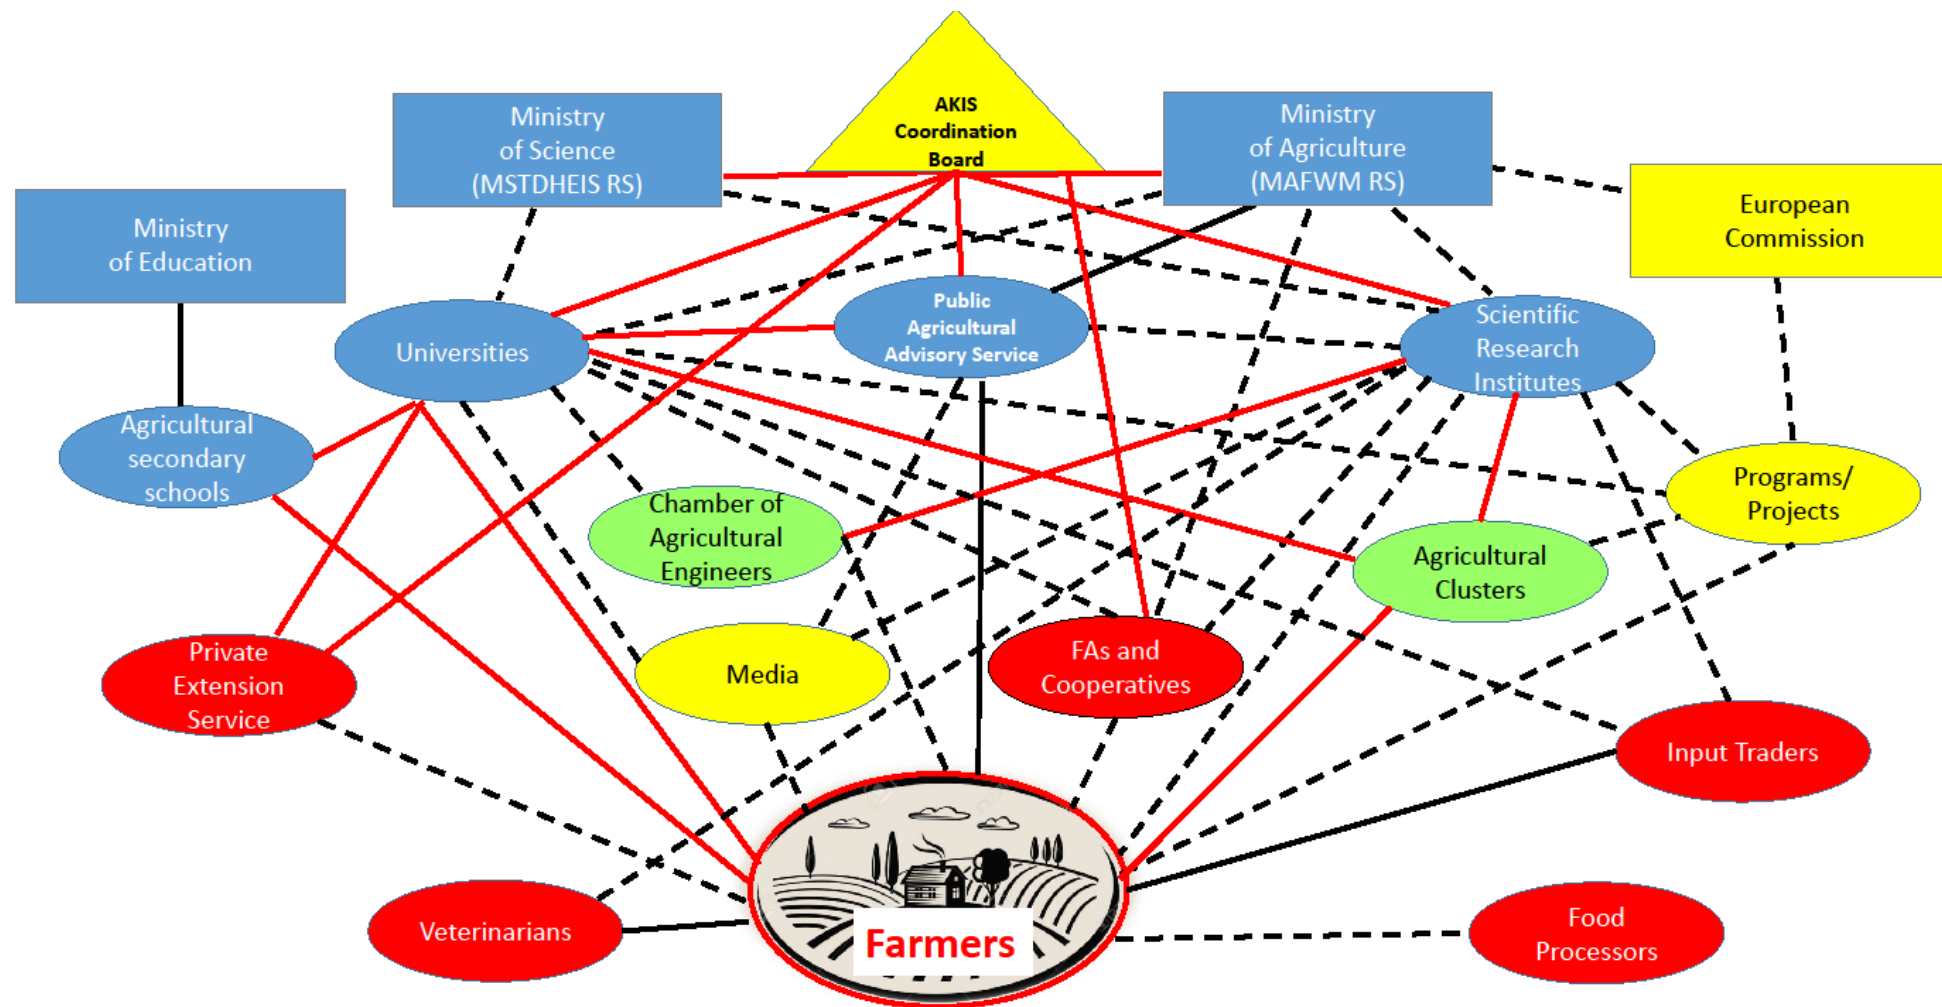 AKIS
Coordination
Board
Ministry
of Science
(MSTDHEIS RS)
Ministry
of Agriculture
(MAFWM RS)
Ministry
of Education
European
Commission
Universities
Public
Agricultural
Advisory Service
Scientific
Research
Institutes
Agricultural
secondary
schools
Chamber of
Agricultural
Engineers
Programs/
Projects
Agricultural
Clusters
Private
Extension
Service
Media
FAs and
Cooperatives
Input Traders
Veterinarians
Farmers
Food
Processors